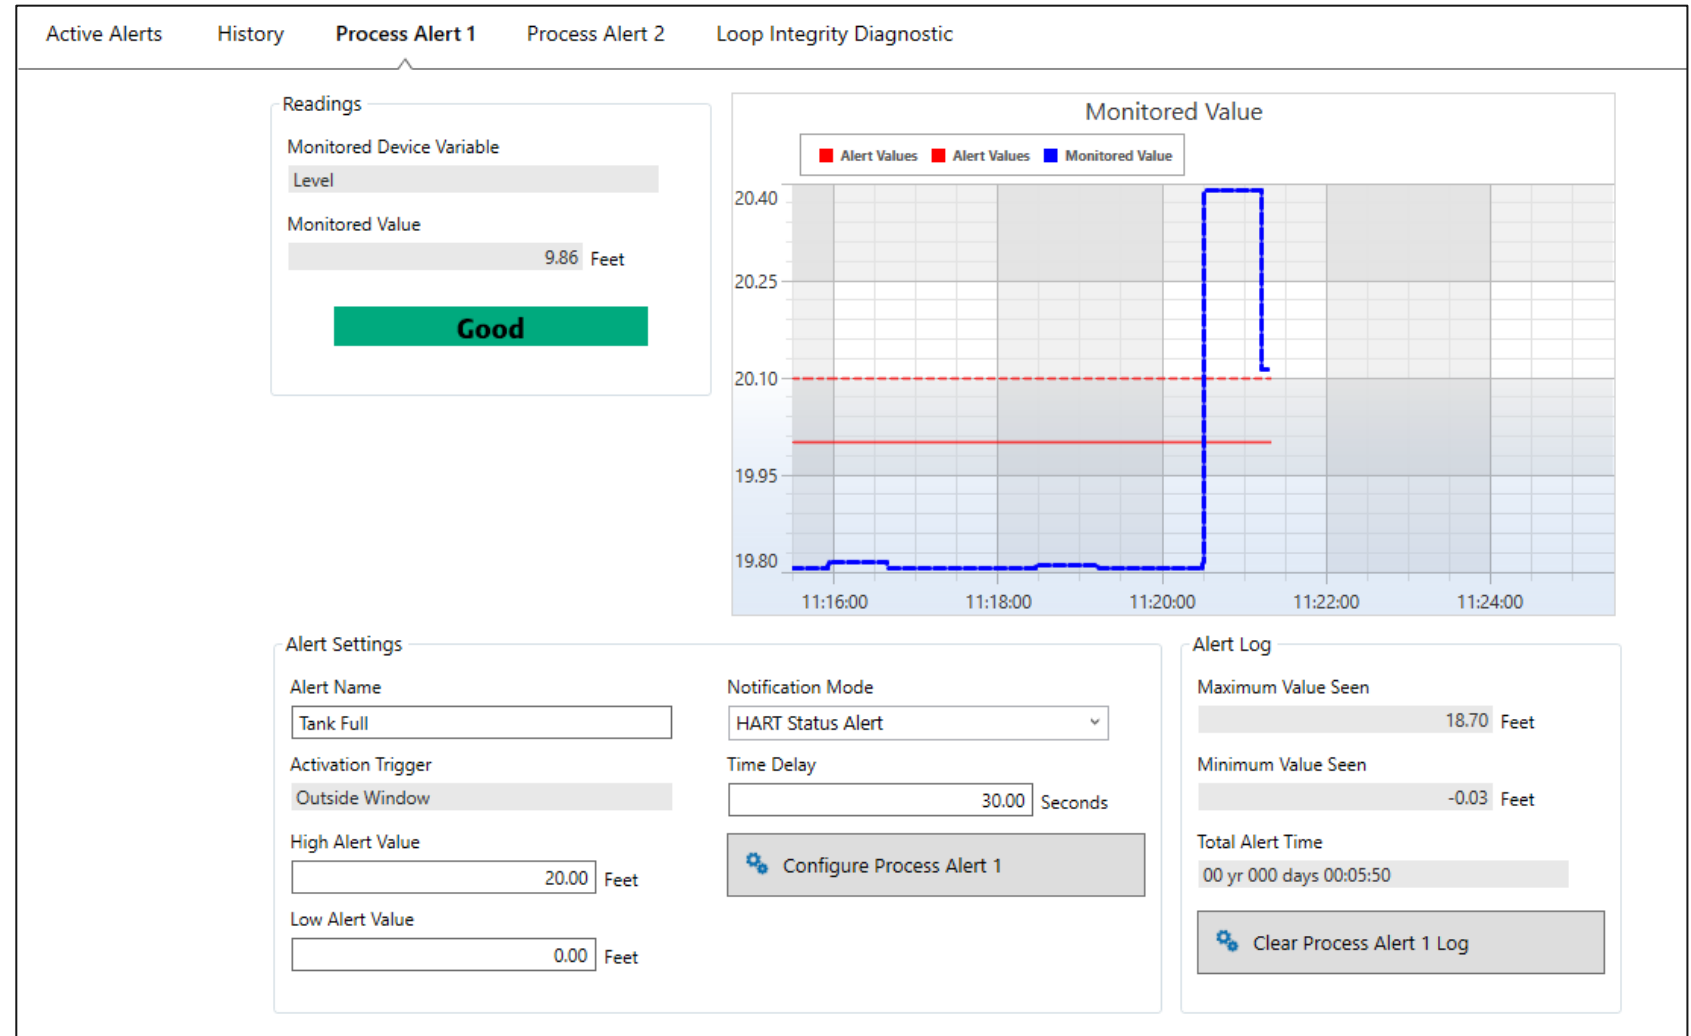 Active Alerts History Process Alert 1 Process Alert 2 Loop Integrity Diagnostic
Readings
Monitored Device Variable
Level
Monitored Value
9.86 Feet
Good
Monitored Value
Alert Values Alert Values Monitored Value
20.40
20.25
20.10
19.95
19.80
11:16:00 11:18:00 11:20:00 11:22:00 11:24:00
Alert Settings
Alert Name
Tank Full
Activation Trigger
Outside Window
High Alert Value
20.00 Feet
Low Alert Value
0.00 Feet
Notification Mode
HART Status Alert
Time Delay
30.00 Seconds
Configure Process Alert 1
Alert Log
Maximum Value Seen
18.70 Feet
Minimum Value Seen
-0.03 Feet
Total Alert Time
00 yr 000 days 00:05:50
Clear Process Alert 1 Log